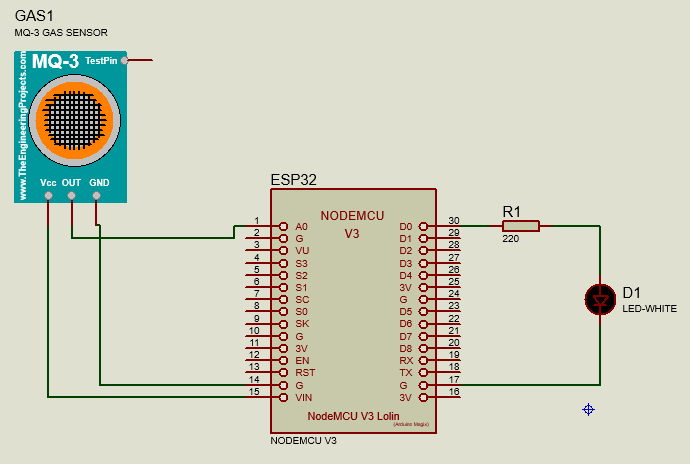 GAS1
MQ-3 GAS SENSOR
MQ-3 TestPin
www.TheEngineeringProjects.com
Vcc OUT GND
ESP32
NODEMCU
V3
1 A0 D0 30
2 G D1 29
3 VU D2 28
4 S3 D3 27
5 S2 D4 26
6 S1 3V 25
7 SC G 24
8 S0 D5 23
9 SK D6 22
10 G D7 21
11 3V D8 20
12 EN RX 19
13 RST TX 18
14 G G 17
15 VIN 3V 16
NodeMCU V3 Lolin
(Arduino Magix)
NODEMCU V3
R1
220
D1
LED-WHITE